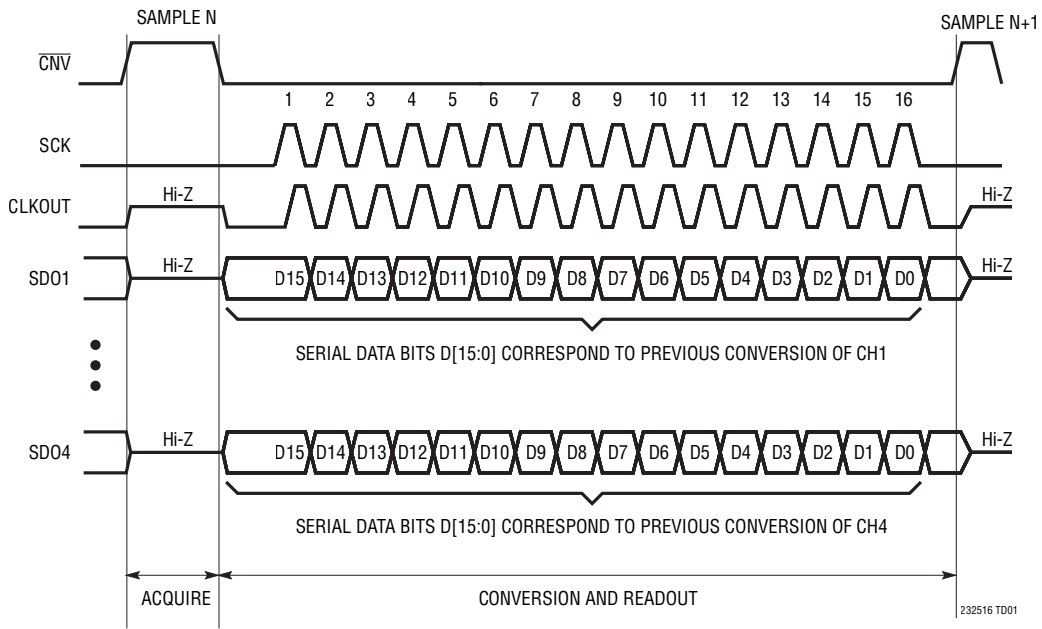 SAMPLE N
SAMPLE N+1
CNV
1 2 3 4 5 6 7 8 9 10 11 12 13 14 15 16
SCK
CLKOUT
Hi-Z
Hi-Z
SDO1
Hi-Z
D15 D14 D13 D12 D11 D10 D9 D8 D7 D6 D5 D4 D3 D2 D1 D0
Hi-Z
SERIAL DATA BITS D[15:0] CORRESPOND TO PREVIOUS CONVERSION OF CH1
SDO4
Hi-Z
D15 D14 D13 D12 D11 D10 D9 D8 D7 D6 D5 D4 D3 D2 D1 D0
Hi-Z
SERIAL DATA BITS D[15:0] CORRESPOND TO PREVIOUS CONVERSION OF CH4
ACQUIRE
CONVERSION AND READOUT
232516 TD01